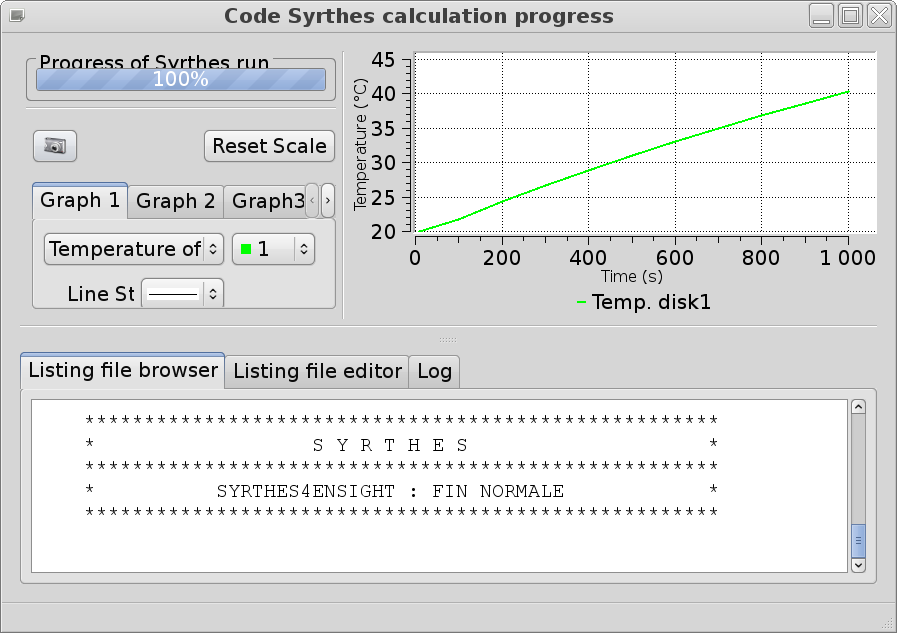 Code Syrthes calculation progress
Progress of Syrthes run
100%
Reset Scale
Graph 1 Graph 2 Graph3
Temperature of 1
Line St
Temperature (°C)
45
40
35
30
25
20
0 200 400 600 800 1 000
Time (s)
Temp. disk1
Listing file browser Listing file editor Log
*****************************************************
* S Y R T H E S *
*****************************************************
* SYRTHES4ENSIGHT : FIN NORMALE *
*****************************************************